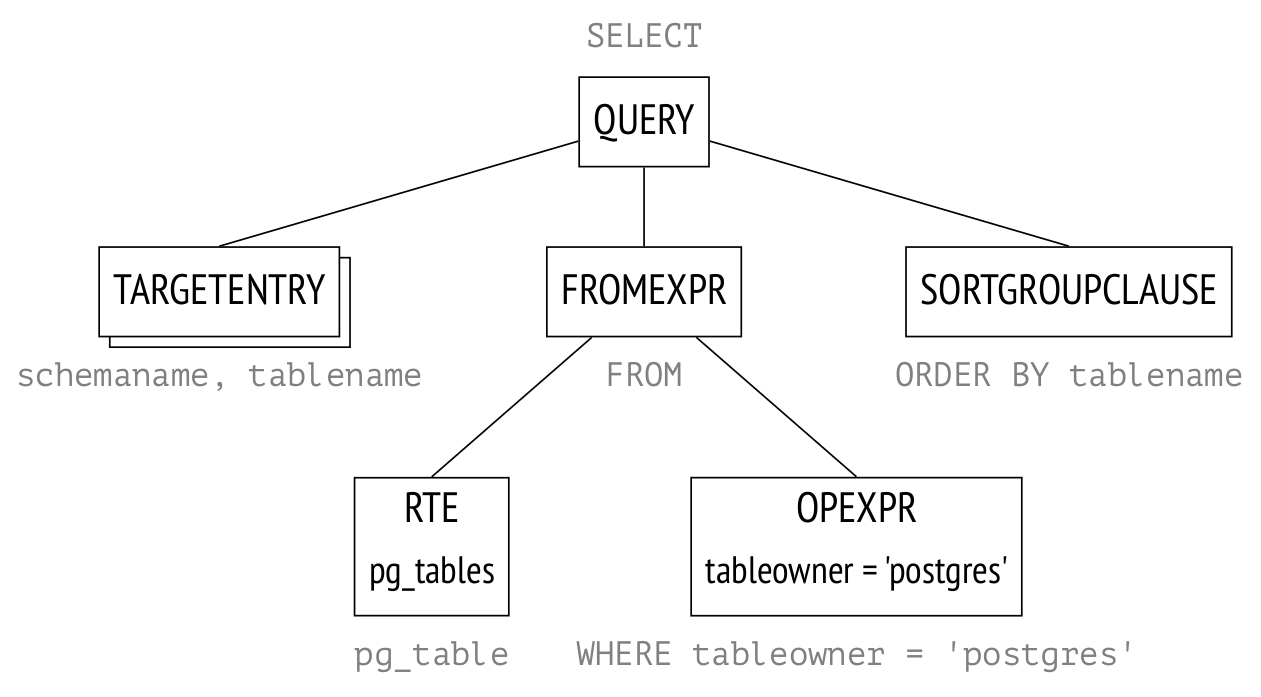 SELECT
QUERY
TARGETENTRY
schemaname, tablename
FROMEXPR
FROM
SORTGROUPCLAUSE
ORDER BY tablename
RTE
pg_tables
pg_table
OPEXPR
tableowner = 'postgres'
WHERE tableowner = 'postgres'